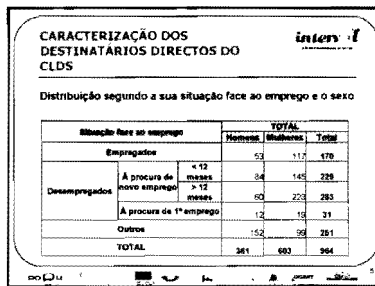 CARACTERIZAÇÃO DOS
DESTINATÁRIOS DIRECTOS DO
CLDS
Distribuição segundo a sua situação face ao emprego e o sexo
Situação face ao emprego TOTAL
Homens Mulheres Total
Empregados 53 117 170
Desempregados À procura de novo emprego < 12 meses 84 145 229
> 12 meses 60 223 283
À procura de 1º emprego 12 19 31
Outros 152 99 251
TOTAL 361 603 964